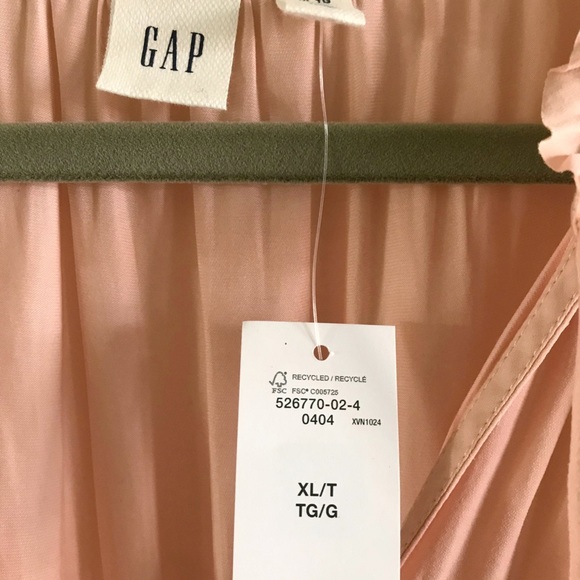 GAP
RECYCLED / RECYCLÉ
FSC FSC® C005725
526770-02-4
0404 XVN1024
XL/T
TG/G